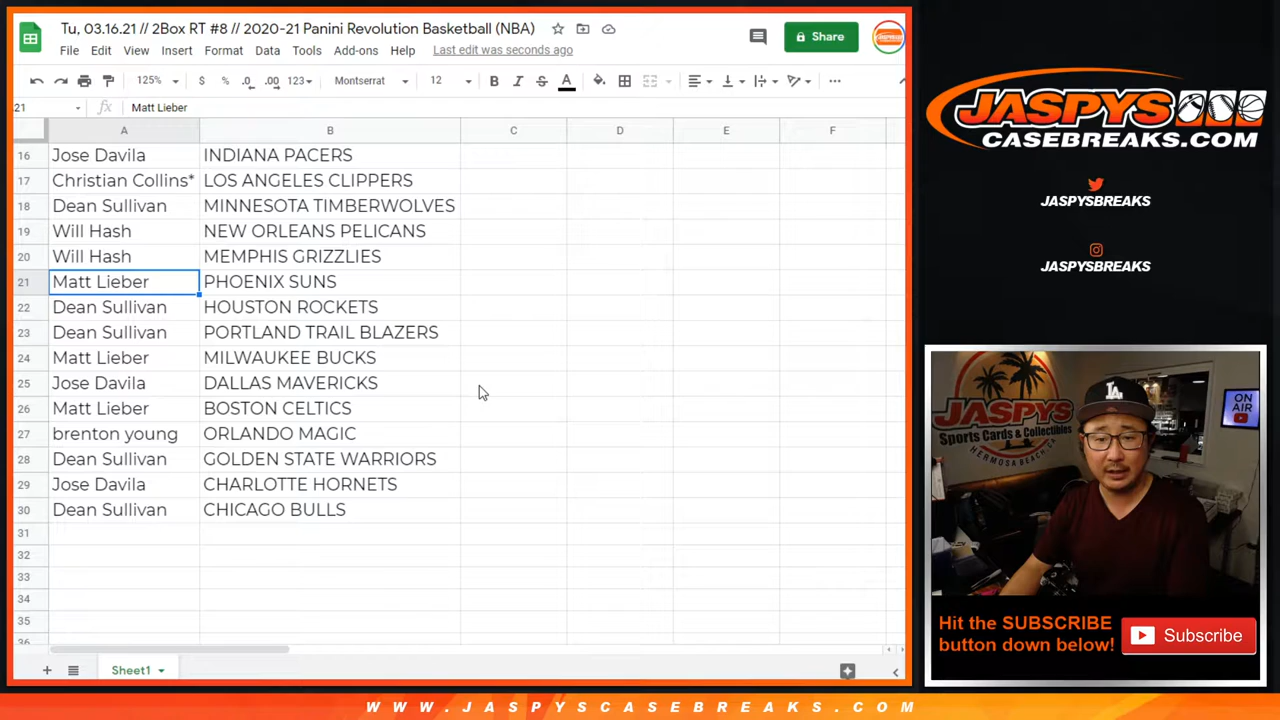 Tu, 03.16.21 // 2Box RT #8 // 2020-21 Panini Revolution Basketball (NBA)
File Edit View Insert Format Data Tools Add-ons Help Last edit was seconds ago
Share
125% $ % .0 .00 123 Montserrat 12 B I S A
21 fx Matt Lieber
A B C D E F
16 Jose Davila INDIANA PACERS
17 Christian Collins* LOS ANGELES CLIPPERS
18 Dean Sullivan MINNESOTA TIMBERWOLVES
19 Will Hash NEW ORLEANS PELICANS
20 Will Hash MEMPHIS GRIZZLIES
21 Matt Lieber PHOENIX SUNS
22 Dean Sullivan HOUSTON ROCKETS
23 Dean Sullivan PORTLAND TRAIL BLAZERS
24 Matt Lieber MILWAUKEE BUCKS
25 Jose Davila DALLAS MAVERICKS
26 Matt Lieber BOSTON CELTICS
27 brenton young ORLANDO MAGIC
28 Dean Sullivan GOLDEN STATE WARRIORS
29 Jose Davila CHARLOTTE HORNETS
30 Dean Sullivan CHICAGO BULLS
31
32
33
34
35
36
Sheet1
JASPYS
CASEBREAKS.COM
JASPYSBREAKS
JASPYSBREAKS
JASPYS
Sports Cards & Collectibles
HERMOSA BEACH, CA
LA
ON
AIR
Hit the SUBSCRIBE
button down below!
Subscribe
WWW.JASPYSCASEBREAKS.COM